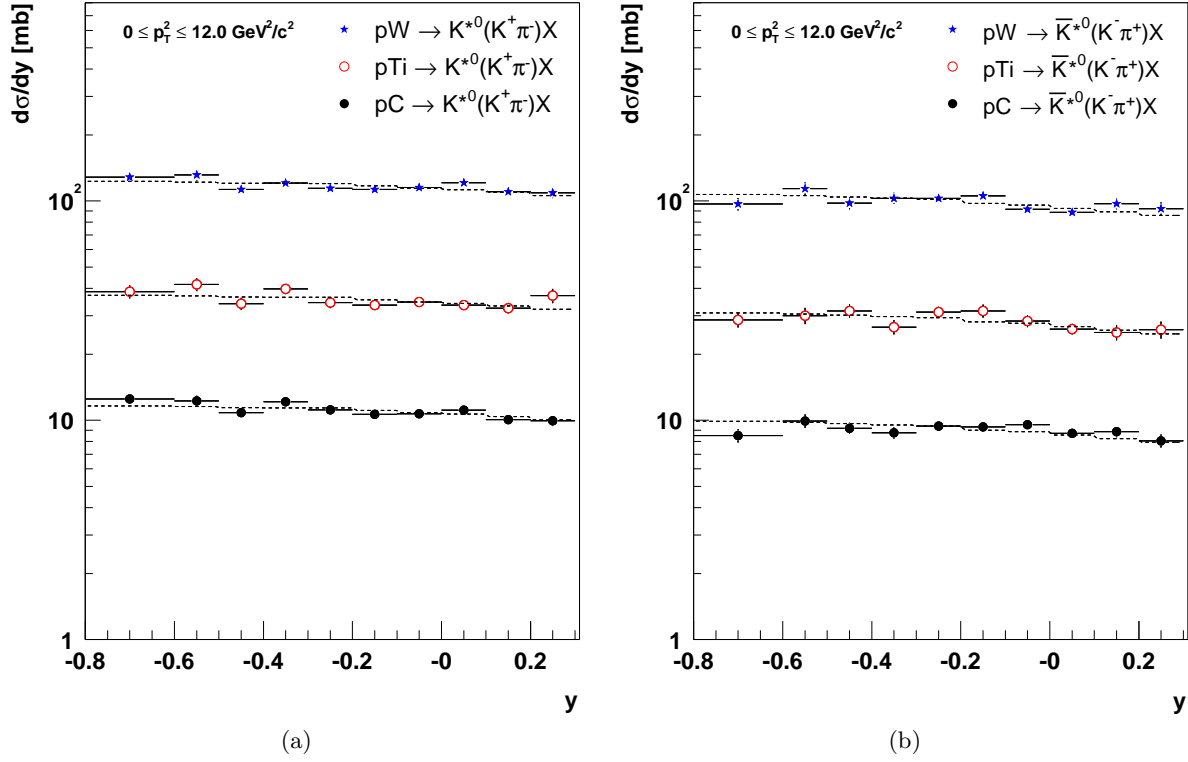 dσ/dy [mb]
0 ≤ p_T^2 ≤ 12.0 GeV^2/c^2
pW → K*^0(K^+π^-)X
pTi → K*^0(K^+π^-)X
pC → K*^0(K^+π^-)X
10^2
10
1
-0.8 -0.6 -0.4 -0.2 -0 0.2
y
(a)
dσ/dy [mb]
0 ≤ p_T^2 ≤ 12.0 GeV^2/c^2
pW → K̅*^0(K^-π^+)X
pTi → K̅*^0(K^-π^+)X
pC → K̅*^0(K^-π^+)X
10^2
10
1
-0.8 -0.6 -0.4 -0.2 -0 0.2
y
(b)